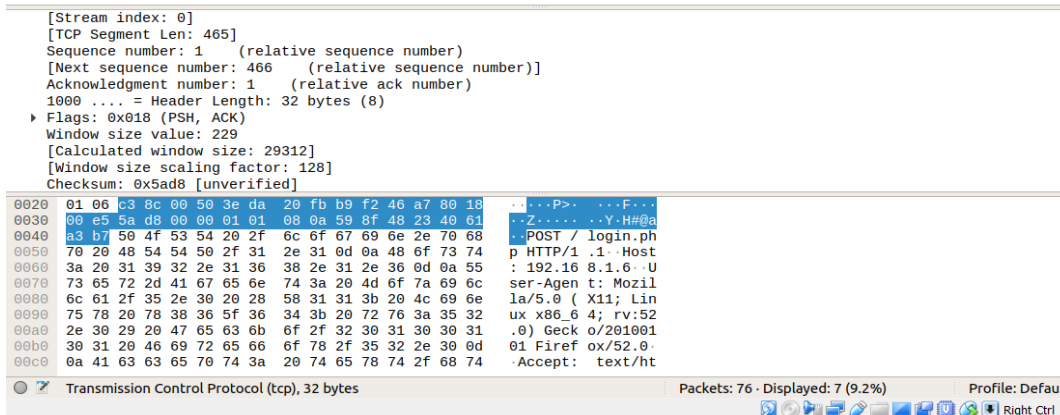 [Stream index: 0]
[TCP Segment Len: 465]
Sequence number: 1    (relative sequence number)
[Next sequence number: 466    (relative sequence number)]
Acknowledgment number: 1    (relative ack number)
1000 .... = Header Length: 32 bytes (8)
Flags: 0x018 (PSH, ACK)
Window size value: 229
[Calculated window size: 29312]
[Window size scaling factor: 128]
Checksum: 0x5ad8 [unverified]
0020  01 06 c3 8c 00 50 3e da  20 fb b9 f2 46 a7 80 18  ·····P>·  ···F···
0030  00 e5 5a d8 00 00 01 01  08 0a 59 8f 48 23 40 61  ··Z····· ··Y·H#@a
0040  a3 b7 50 4f 53 54 20 2f  6c 6f 67 69 6e 2e 70 68  ··POST / login.ph
0050  70 20 48 54 54 50 2f 31  2e 31 0d 0a 48 6f 73 74  p HTTP/1 .1··Host
0060  3a 20 31 39 32 2e 31 36  38 2e 31 2e 36 0d 0a 55  : 192.16 8.1.6··U
0070  73 65 72 2d 41 67 65 6e  74 3a 20 4d 6f 7a 69 6c  ser-Agen t: Mozil
0080  6c 61 2f 35 2e 30 20 28  58 31 31 3b 20 4c 69 6e  la/5.0 ( X11; Lin
0090  75 78 20 78 38 36 5f 36  34 3b 20 72 76 3a 35 32  ux x86_6 4; rv:52
00a0  2e 30 29 20 47 65 63 6b  6f 2f 32 30 31 30 30 31  .0) Geck o/201001
00b0  30 31 20 46 69 72 65 66  6f 78 2f 35 32 2e 30 0d  01 Firef ox/52.0·
00c0  0a 41 63 63 65 70 74 3a  20 74 65 78 74 2f 68 74  ·Accept:  text/ht
Transmission Control Protocol (tcp), 32 bytes  Packets: 76 · Displayed: 7 (9.2%)  Profile: Defau
Right Ctrl